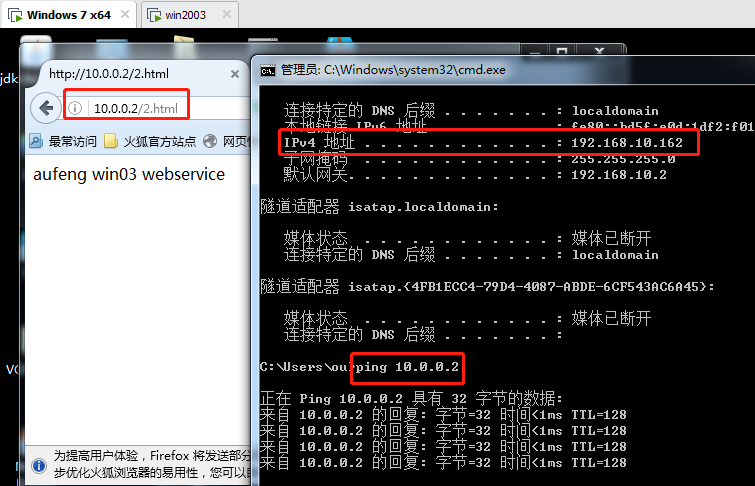 Windows 7 x64
win2003
jdk
http://10.0.0.2/2.html
10.0.0.2/2.html
最常访问 火狐官方站点 网页
aufeng win03 webservice
为提高用户体验，Firefox 将发送部分
步优化火狐浏览器的易用性，您可以自
管理员: C:\Windows\system32\cmd.exe
连接特定的 DNS 后缀 . . . . . . . : localdomain
本地链接 IPv6 地址. . . . . . . . : fe80::bd5f:e0d:1df2:f01
IPv4 地址 . . . . . . . . . . . . : 192.168.10.162
子网掩码 . . . . . . . . . . . . : 255.255.255.0
默认网关. . . . . . . . . . . . . : 192.168.10.2
隧道适配器 isatap.localdomain:
媒体状态 . . . . . . . . . . . . : 媒体已断开
连接特定的 DNS 后缀 . . . . . . . : localdomain
隧道适配器 isatap.{4FB1ECC4-79D4-4087-ABDE-6CF543AC6A45}:
媒体状态 . . . . . . . . . . . . : 媒体已断开
连接特定的 DNS 后缀 . . . . . . . :
C:\Users\ou>ping 10.0.0.2
正在 Ping 10.0.0.2 具有 32 字节的数据:
来自 10.0.0.2 的回复: 字节=32 时间<1ms TTL=128
来自 10.0.0.2 的回复: 字节=32 时间<1ms TTL=128
来自 10.0.0.2 的回复: 字节=32 时间<1ms TTL=128
来自 10.0.0.2 的回复: 字节=32 时间<1ms TTL=128